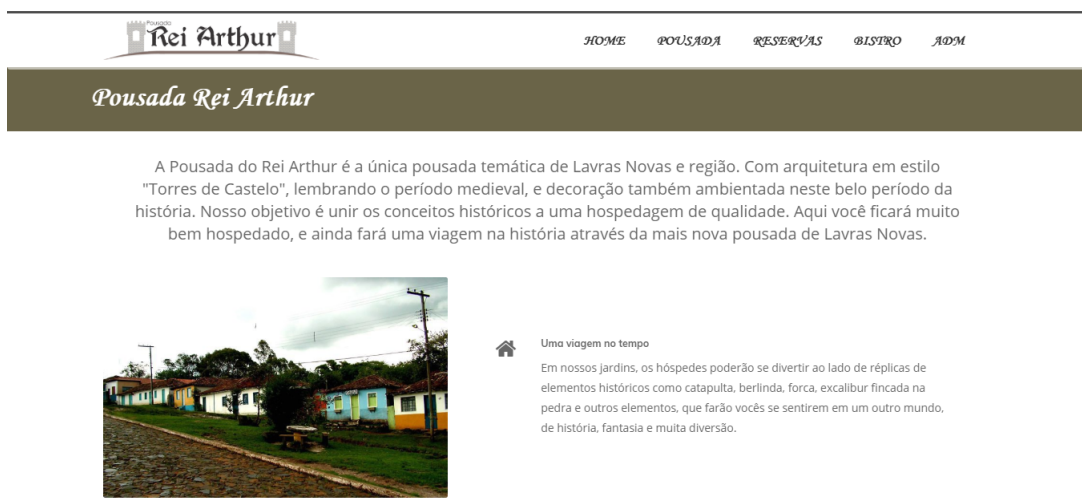 Pousada
Rei Arthur
HOME POUSADA RESERVAS BISTRO ADM
Pousada Rei Arthur
A Pousada do Rei Arthur é a única pousada temática de Lavras Novas e região. Com arquitetura em estilo
"Torres de Castelo", lembrando o período medieval, e decoração também ambientada neste belo período da
história. Nosso objetivo é unir os conceitos históricos a uma hospedagem de qualidade. Aqui você ficará muito
bem hospedado, e ainda fará uma viagem na história através da mais nova pousada de Lavras Novas.
Uma viagem no tempo
Em nossos jardins, os hóspedes poderão se divertir ao lado de réplicas de
elementos históricos como catapulta, berlinda, forca, excalibur fincada na
pedra e outros elementos, que farão vocês se sentirem em um outro mundo,
de história, fantasia e muita diversão.